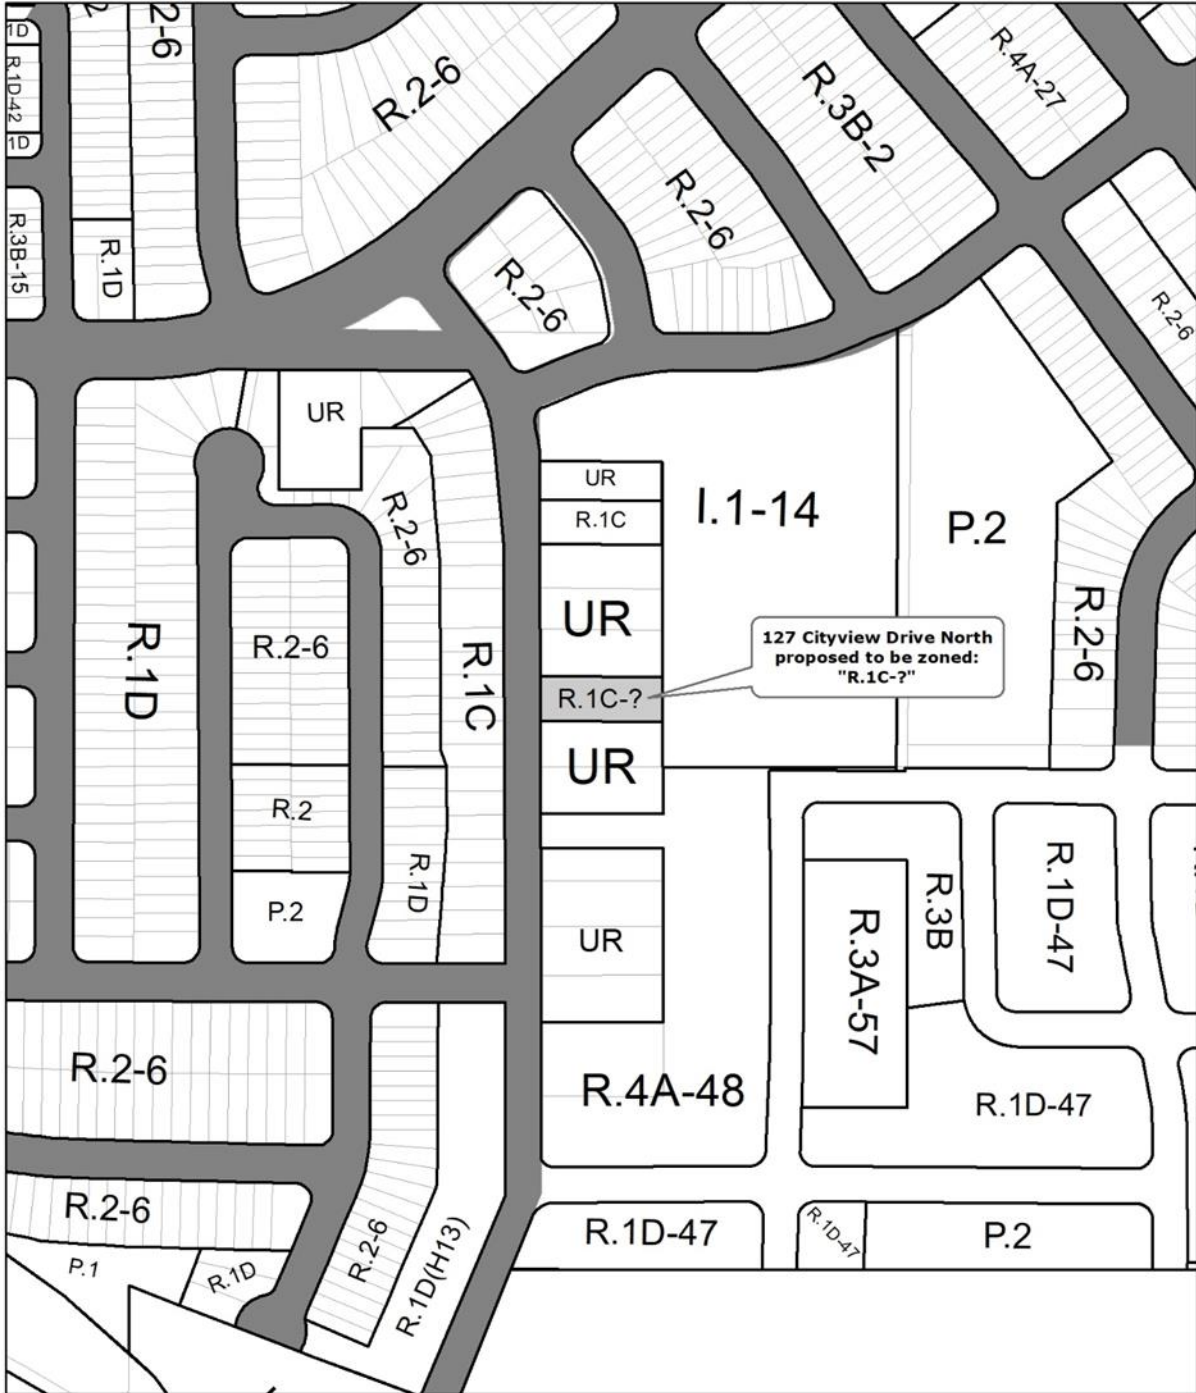 1D
2
2-6
R.1D-42
1D
R.2-6
R.4A-27
R.3B-2
R.2-6
R.3B-15
R.1D
R.2-6
R.2-6
UR
UR
R.1C
I.1-14
P.2
R.2-6
UR
R.1D
R.2-6
R.1C
R.2-6
127 Cityview Drive North
proposed to be zoned:
"R.1C-?"
R.1C-?
UR
R.2
R.1D
P.2
UR
R.3B
R.1D-47
R.3A-57
R.2-6
R.4A-48
R.1D-47
R.2-6
R.2-6
R.1D(H13)
R.1D-47
R.1D-47
P.2
P.1
R.1D